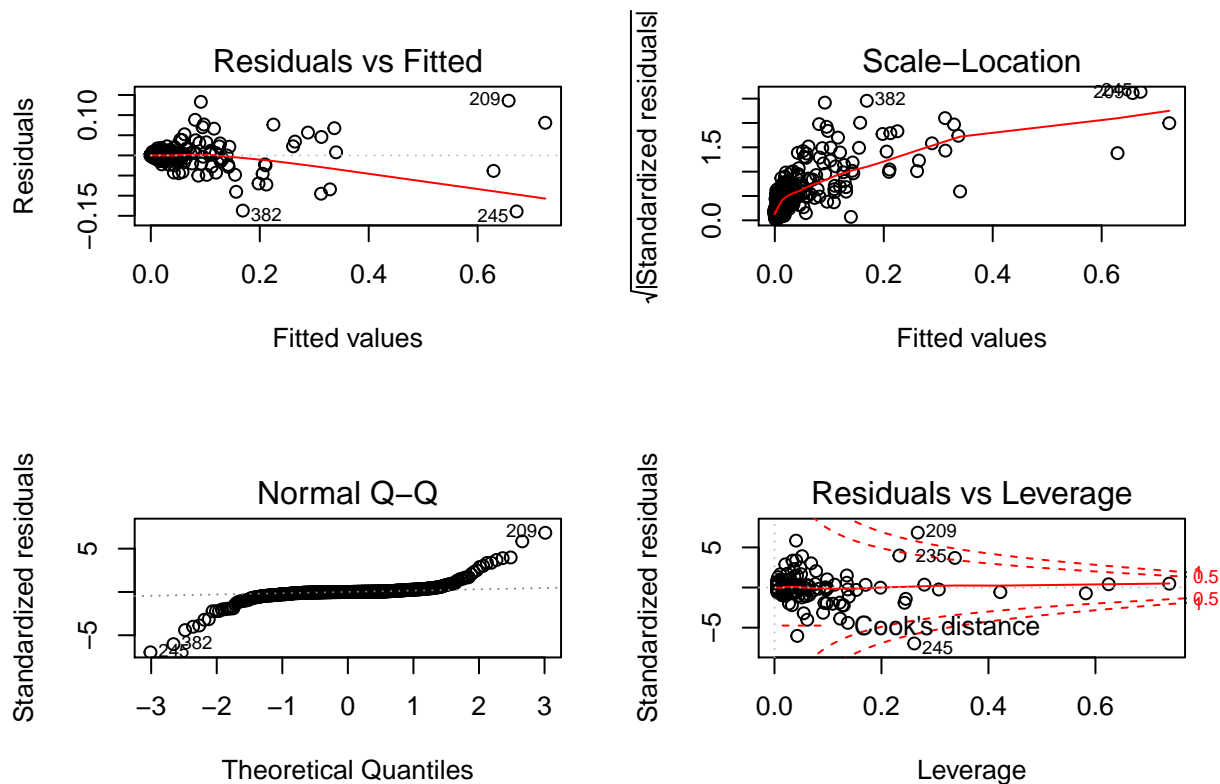 Residuals vs Fitted
Residuals
0.10
−0.15
209
382
245
0.0 0.2 0.4 0.6
Fitted values
Scale−Location
√|Standardized residuals|
1.5
0.0
382
209
245
0.0 0.2 0.4 0.6
Fitted values
Normal Q−Q
Standardized residuals
5
−5
209
382
245
−3 −2 −1 0 1 2 3
Theoretical Quantiles
Residuals vs Leverage
Standardized residuals
5
−5
209
235
245
Cook's distance
1
0.5
0.5
1
0.0 0.2 0.4 0.6
Leverage